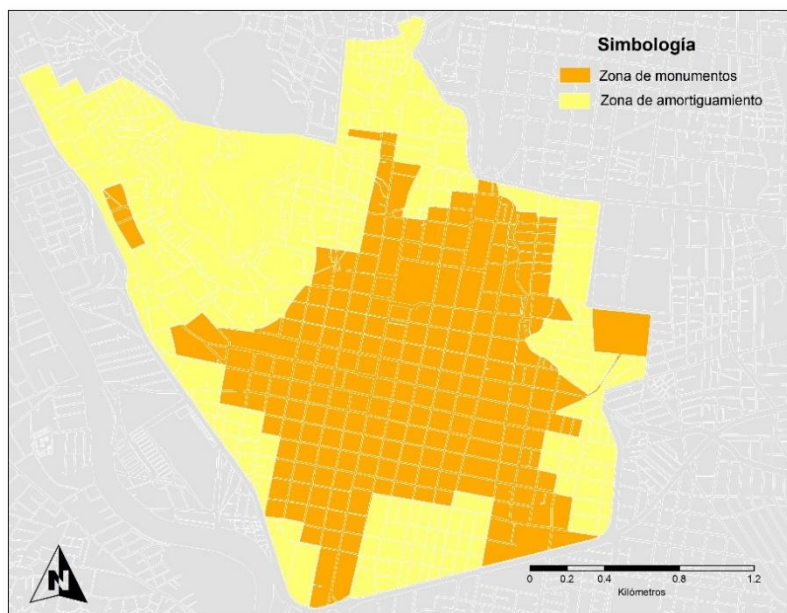 Simbología
Zona de monumentos
Zona de amortiguamiento
N
0 0.2 0.4 0.8 1.2
Kilómetros